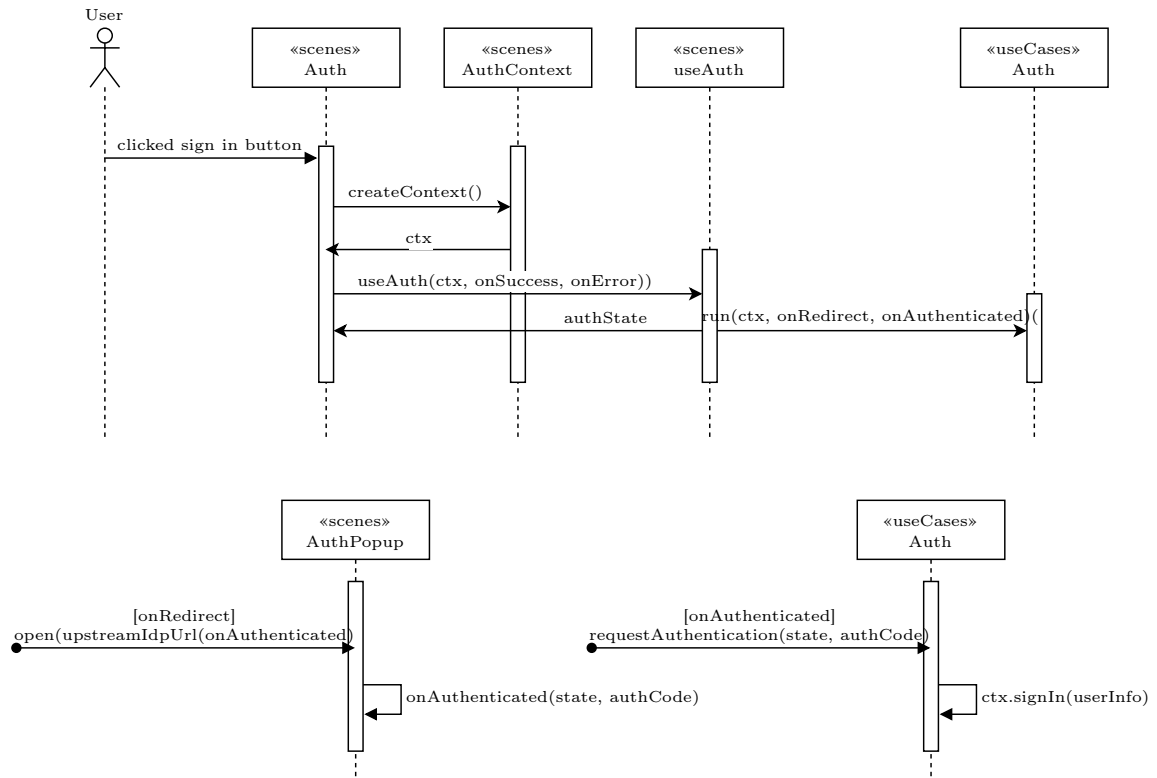 User
«scenes»
Auth
«scenes»
AuthContext
«scenes»
useAuth
«useCases»
Auth
clicked sign in button
createContext()
ctx
useAuth(ctx, onSuccess, onError))
authState
run(ctx, onRedirect, onAuthenticated)(
«scenes»
AuthPopup
«useCases»
Auth
[onRedirect]
open(upstreamIdpUrl(onAuthenticated)
[onAuthenticated]
requestAuthentication(state, authCode)
onAuthenticated(state, authCode)
ctx.signIn(userInfo)